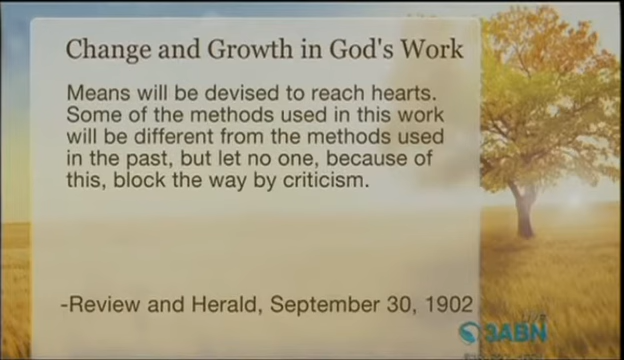 Change and Growth in God's Work
Means will be devised to reach hearts.
Some of the methods used in this work
will be different from the methods used
in the past, but let no one, because of
this, block the way by criticism.
-Review and Herald, September 30, 1902
3ABN